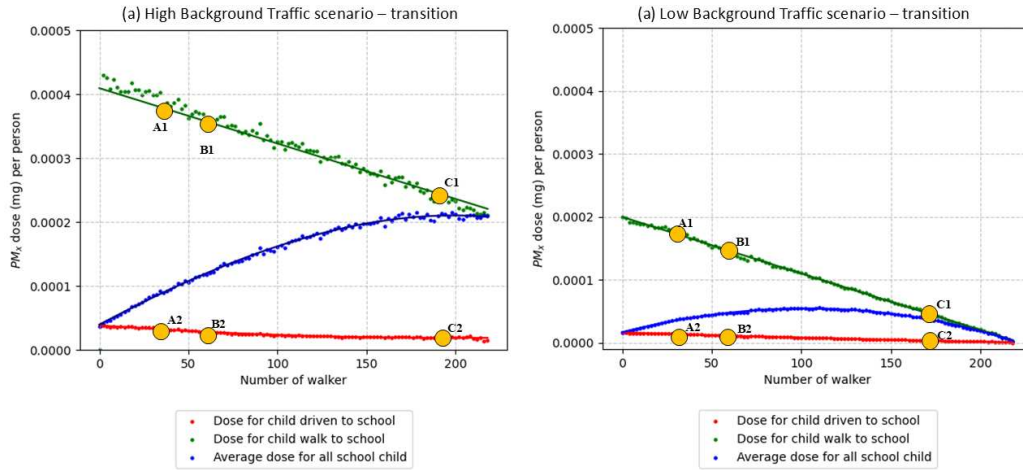 (a) High Background Traffic scenario – transition
0.0005
0.0004
0.0003
0.0002
0.0001
0.0000
PMx dose (mg) per person
A1
B1
C1
A2
B2
C2
0
50
100
150
200
Number of walker
Dose for child driven to school
Dose for child walk to school
Average dose for all school child
(a) Low Background Traffic scenario – transition
0.0005
0.0004
0.0003
0.0002
0.0001
0.0000
PMx dose (mg) per person
A1
B1
C1
A2
B2
C2
0
50
100
150
200
Number of walker
Dose for child driven to school
Dose for child walk to school
Average dose for all school child